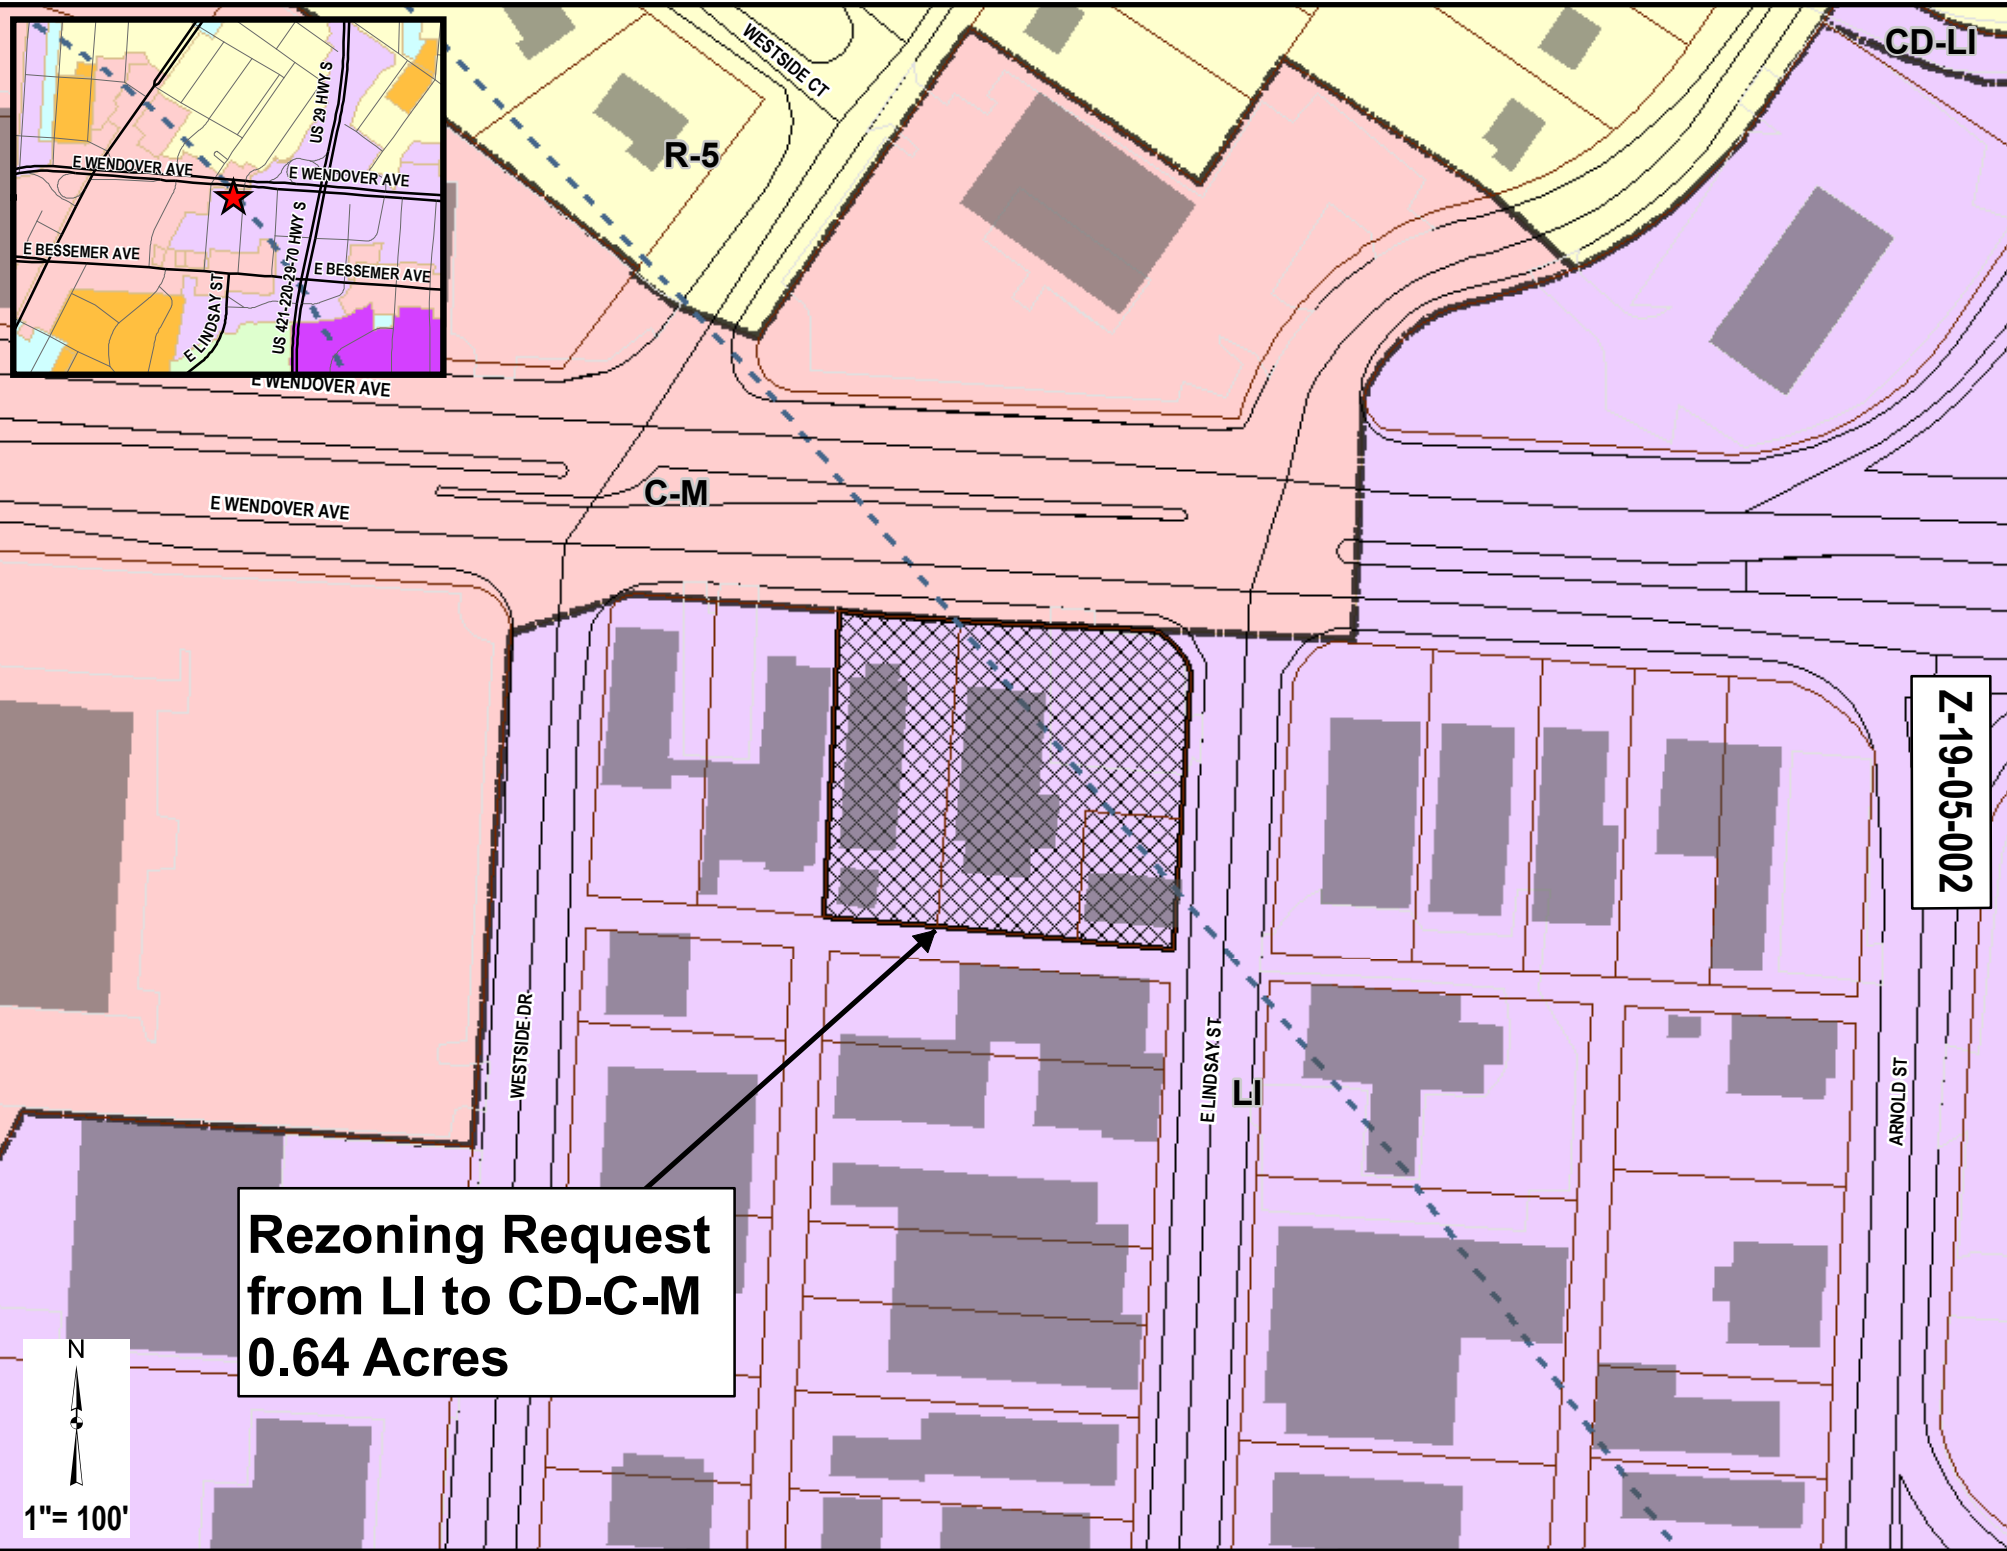 US 29 HWY S
E WENDOVER AVE
E WENDOVER AVE
E BESSEMER AVE
E BESSEMER AVE
E LINDSAY ST
US 421-220-29-70 HWY S
WESTSIDE CT
CD-LI
R-5
E WENDOVER AVE
C-M
E WENDOVER AVE
Z-19-05-002
WESTSIDE DR
E LINDSAY ST
LI
ARNOLD ST
Rezoning Request
from LI to CD-C-M
0.64 Acres
N
1"= 100'